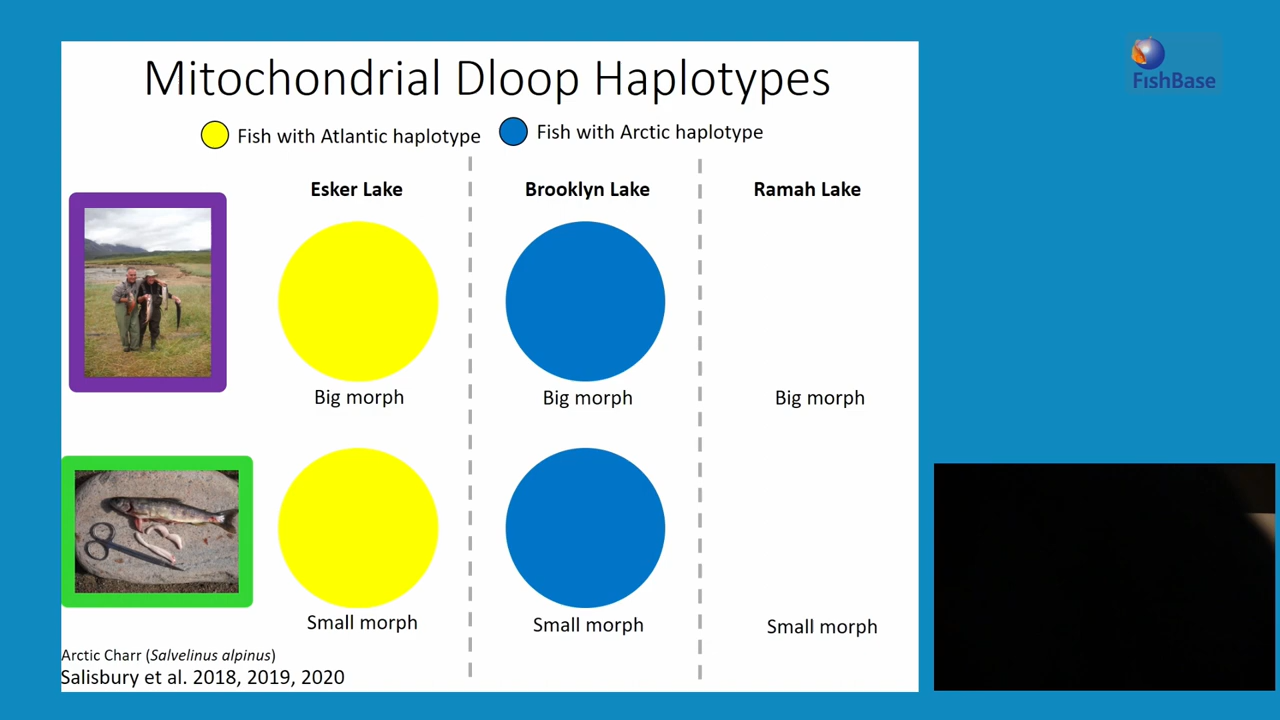 FishBase
Mitochondrial Dloop Haplotypes
Fish with Atlantic haplotype
Fish with Arctic haplotype
Esker Lake
Brooklyn Lake
Ramah Lake
Big morph
Big morph
Big morph
Small morph
Small morph
Small morph
Arctic Charr (Salvelinus alpinus)
Salisbury et al. 2018, 2019, 2020